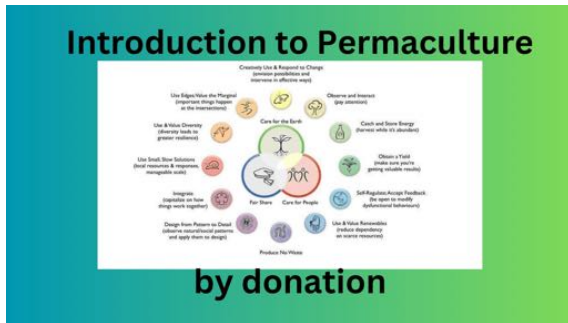 Introduction to Permaculture
Creatively Use & Respond to Change
(envision possibilities and
intervene in effective ways)
Observe and Interact
(pay attention)
Catch and Store Energy
(harvest while it's abundant)
Obtain a Yield
(make sure you're
getting valuable results)
Self-Regulate, Accept Feedback
(be open to modify
dysfunctional behaviours)
Use & Value Renewables
(reduce dependency
on scarce resources)
Produce No Waste
Design from Pattern to Detail
(observe natural/social patterns
and apply them to design)
Integrate
(capitalize on how
things work together)
Use Small, Slow Solutions
(local resources & responses,
manageable scale)
Use & Value Diversity
(diversity leads to
greater resilience)
Use Edges/Value the Marginal
(important things happen
at the intersections)
Care for the Earth
Fair Share
Care for People
by donation